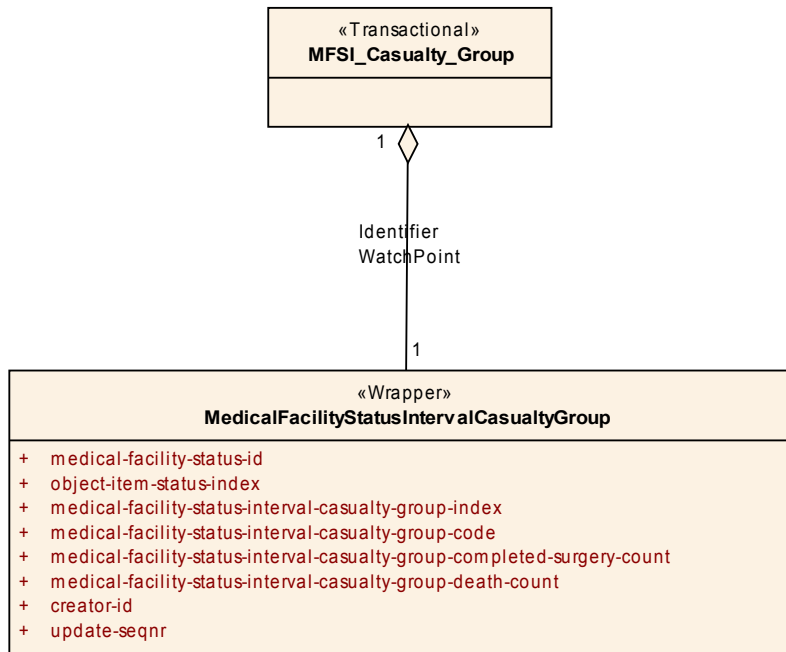 «Transactional»
MFSI_Casualty_Group
1
Identifier
WatchPoint
1
«Wrapper»
MedicalFacilityStatusIntervalCasualtyGroup
+ medical-facility-status-id
+ object-item-status-index
+ medical-facility-status-interval-casualty-group-index
+ medical-facility-status-interval-casualty-group-code
+ medical-facility-status-interval-casualty-group-completed-surgery-count
+ medical-facility-status-interval-casualty-group-death-count
+ creator-id
+ update-seqnr